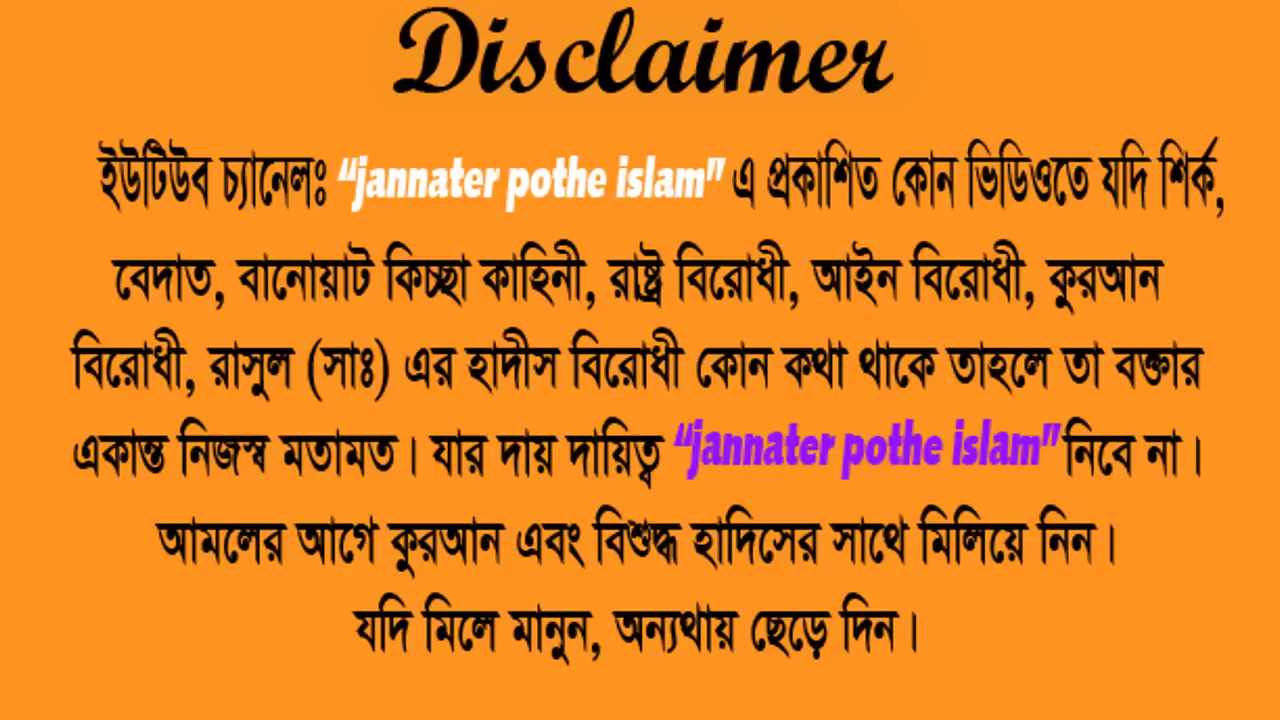 Disclaimer
ইউটিউব চ্যানেলঃ “jannater pothe islam” এ প্রকাশিত কোন ভিডিওতে যদি শির্ক,
বেদাত, বানোয়াট কিচ্ছা কাহিনী, রাষ্ট্র বিরোধী, আইন বিরোধী, কুরআন
বিরোধী, রাসুল (সাঃ) এর হাদীস বিরোধী কোন কথা থাকে তাহলে তা বক্তার
একান্ত নিজস্ব মতামত। যার দায় দায়িত্ব “jannater pothe islam” নিবে না।
আমলের আগে কুরআন এবং বিশুদ্ধ হাদিসের সাথে মিলিয়ে নিন।
যদি মিলে মানুন, অন্যথায় ছেড়ে দিন।